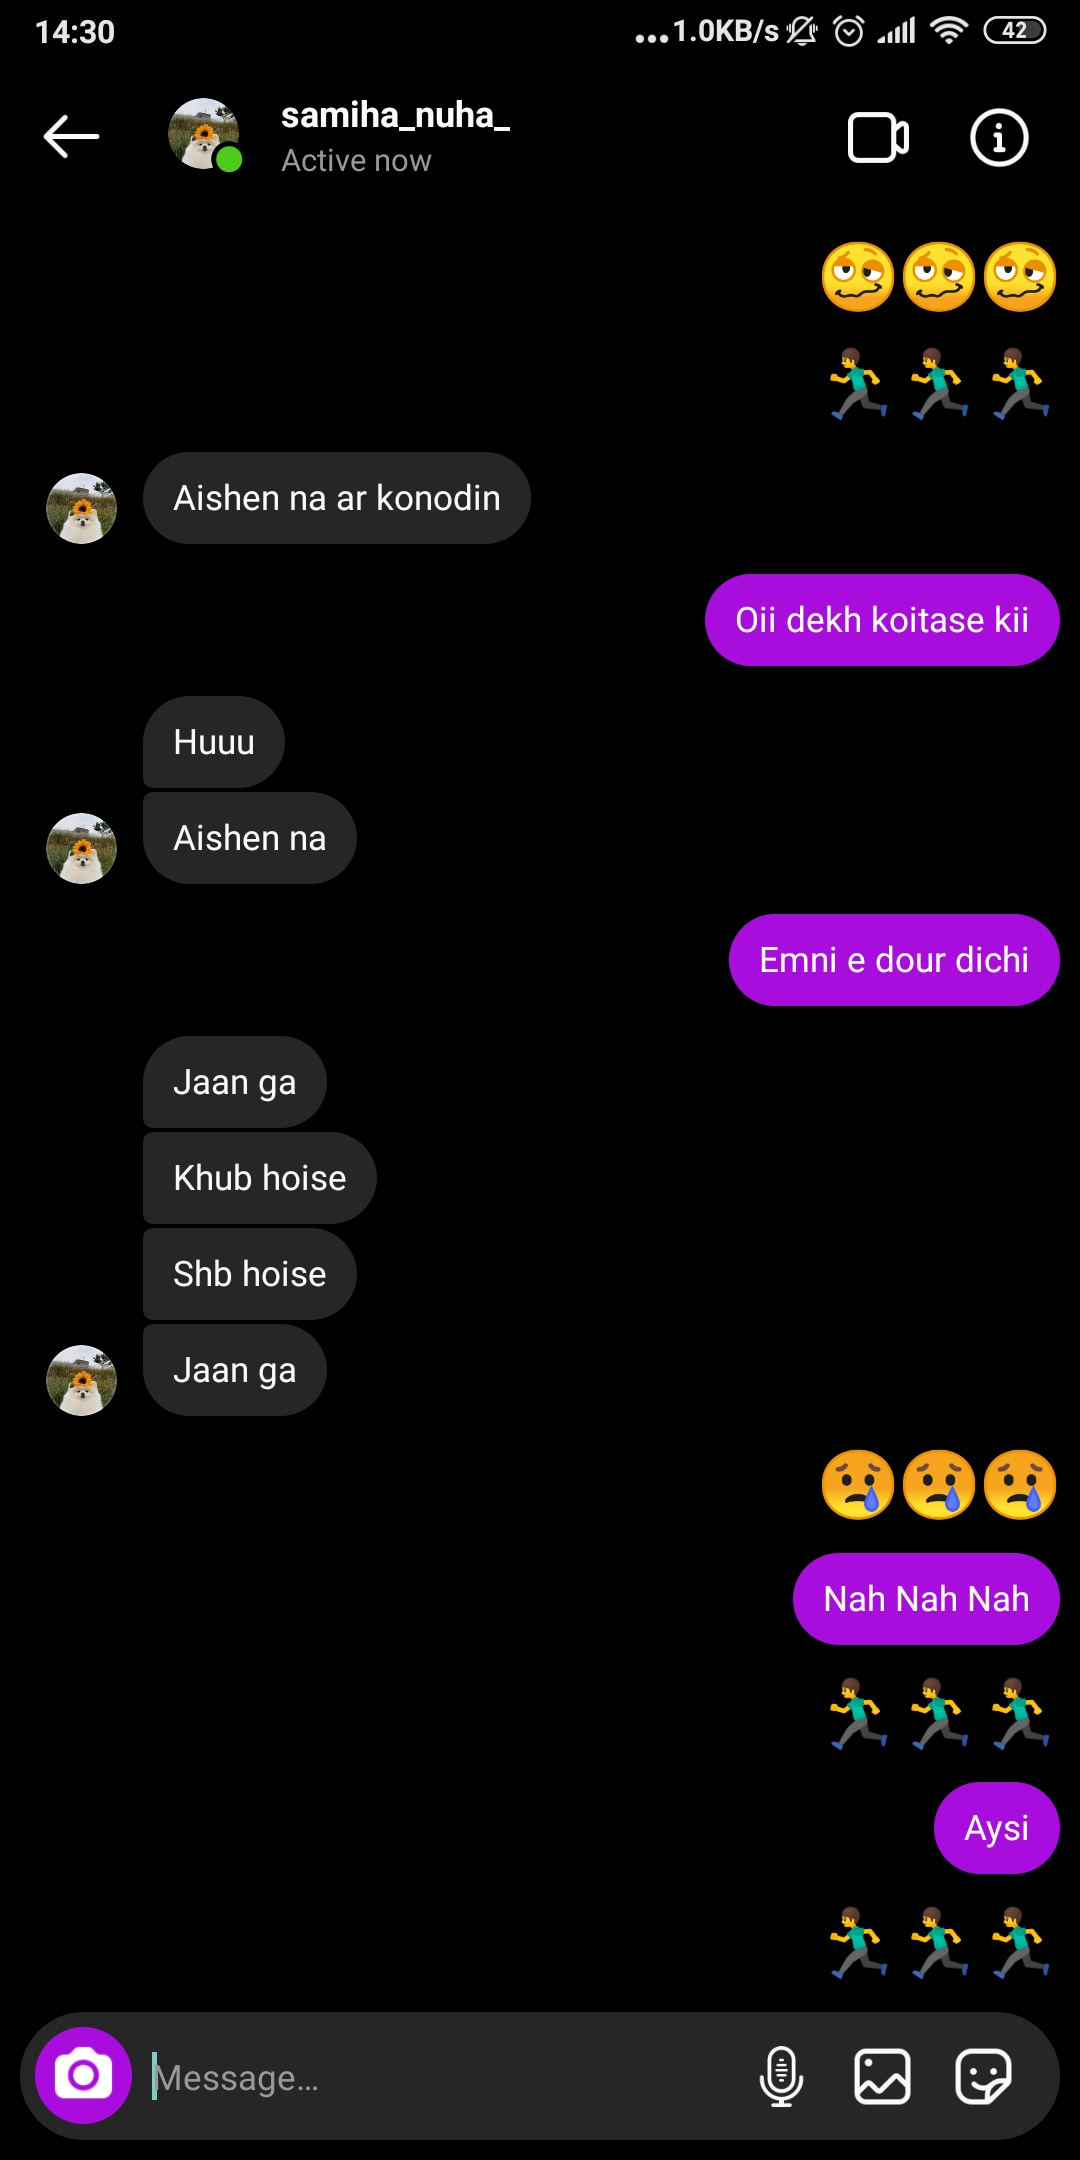 14:30
...1.0KB/s
42
samiha_nuha_
Active now
🥴🥴🥴
🏃‍♂️🏃‍♂️🏃‍♂️
Aishen na ar konodin
Oii dekh koitase kii
Huuu
Aishen na
Emni e dour dichi
Jaan ga
Khub hoise
Shb hoise
Jaan ga
😢😢😢
Nah Nah Nah
🏃‍♂️🏃‍♂️🏃‍♂️
Aysi
🏃‍♂️🏃‍♂️🏃‍♂️
Message...